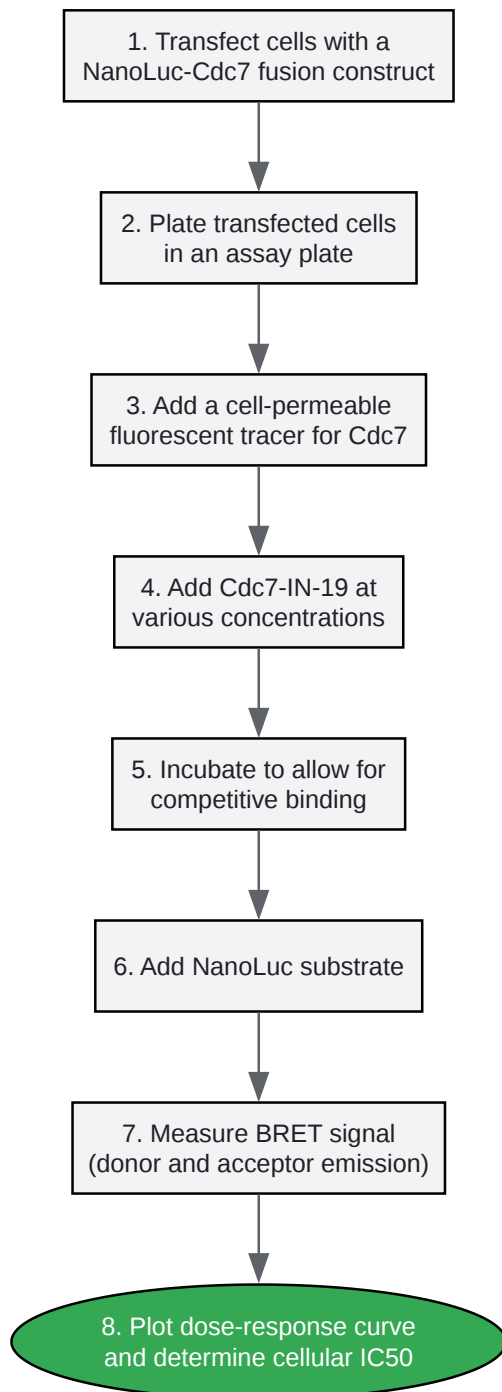 1. Transfect cells with a
NanoLuc-Cdc7 fusion construct
2. Plate transfected cells
in an assay plate
3. Add a cell-permeable
fluorescent tracer for Cdc7
4. Add Cdc7-IN-19 at
various concentrations
5. Incubate to allow for
competitive binding
6. Add NanoLuc substrate
7. Measure BRET signal
(donor and acceptor emission)
8. Plot dose-response curve
and determine cellular IC50